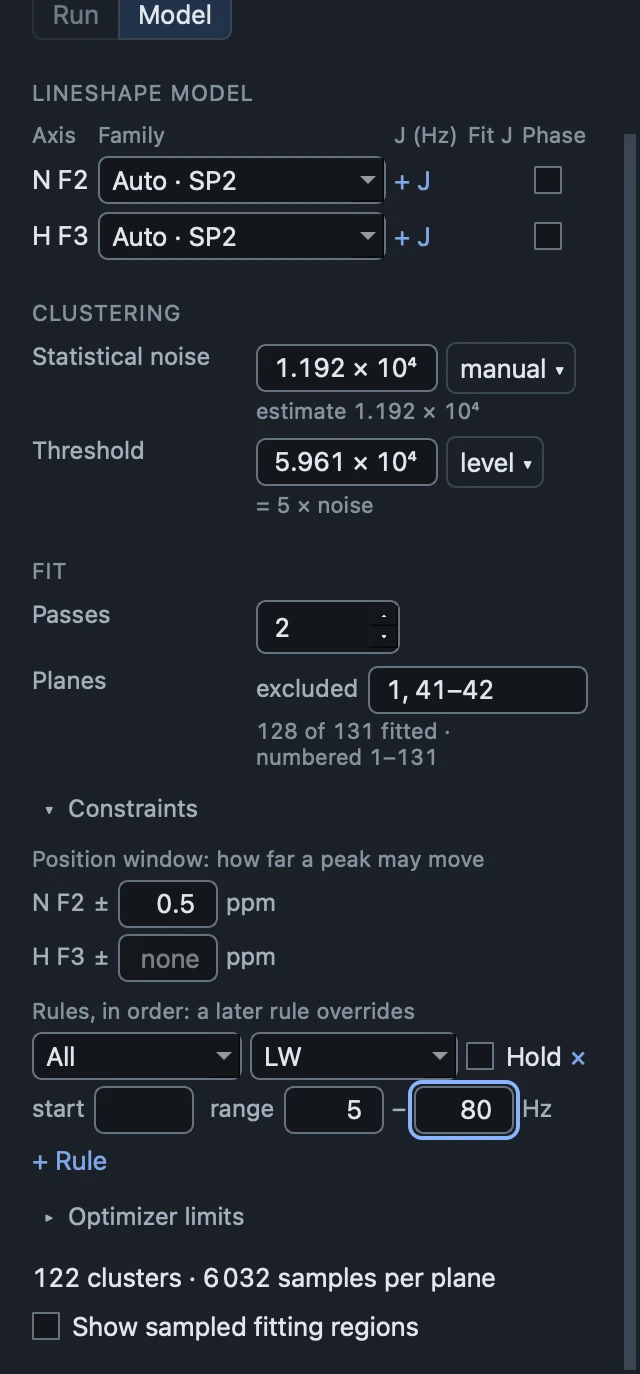 Run Model
LINESHAPE MODEL
Axis Family J (Hz) Fit J Phase
N F2 Auto · SP2 + J
H F3 Auto · SP2 + J
CLUSTERING
Statistical noise 1.192 × 10⁴ manual ▾
estimate 1.192 × 10⁴
Threshold 5.961 × 10⁴ level ▾
= 5 × noise
FIT
Passes 2
Planes excluded 1, 41–42
128 of 131 fitted ·
numbered 1–131
▾ Constraints
Position window: how far a peak may move
N F2 ± 0.5 ppm
H F3 ± none ppm
Rules, in order: a later rule overrides
All LW Hold ×
start range 5 – 80 Hz
+ Rule
▸ Optimizer limits
122 clusters · 6 032 samples per plane
Show sampled fitting regions